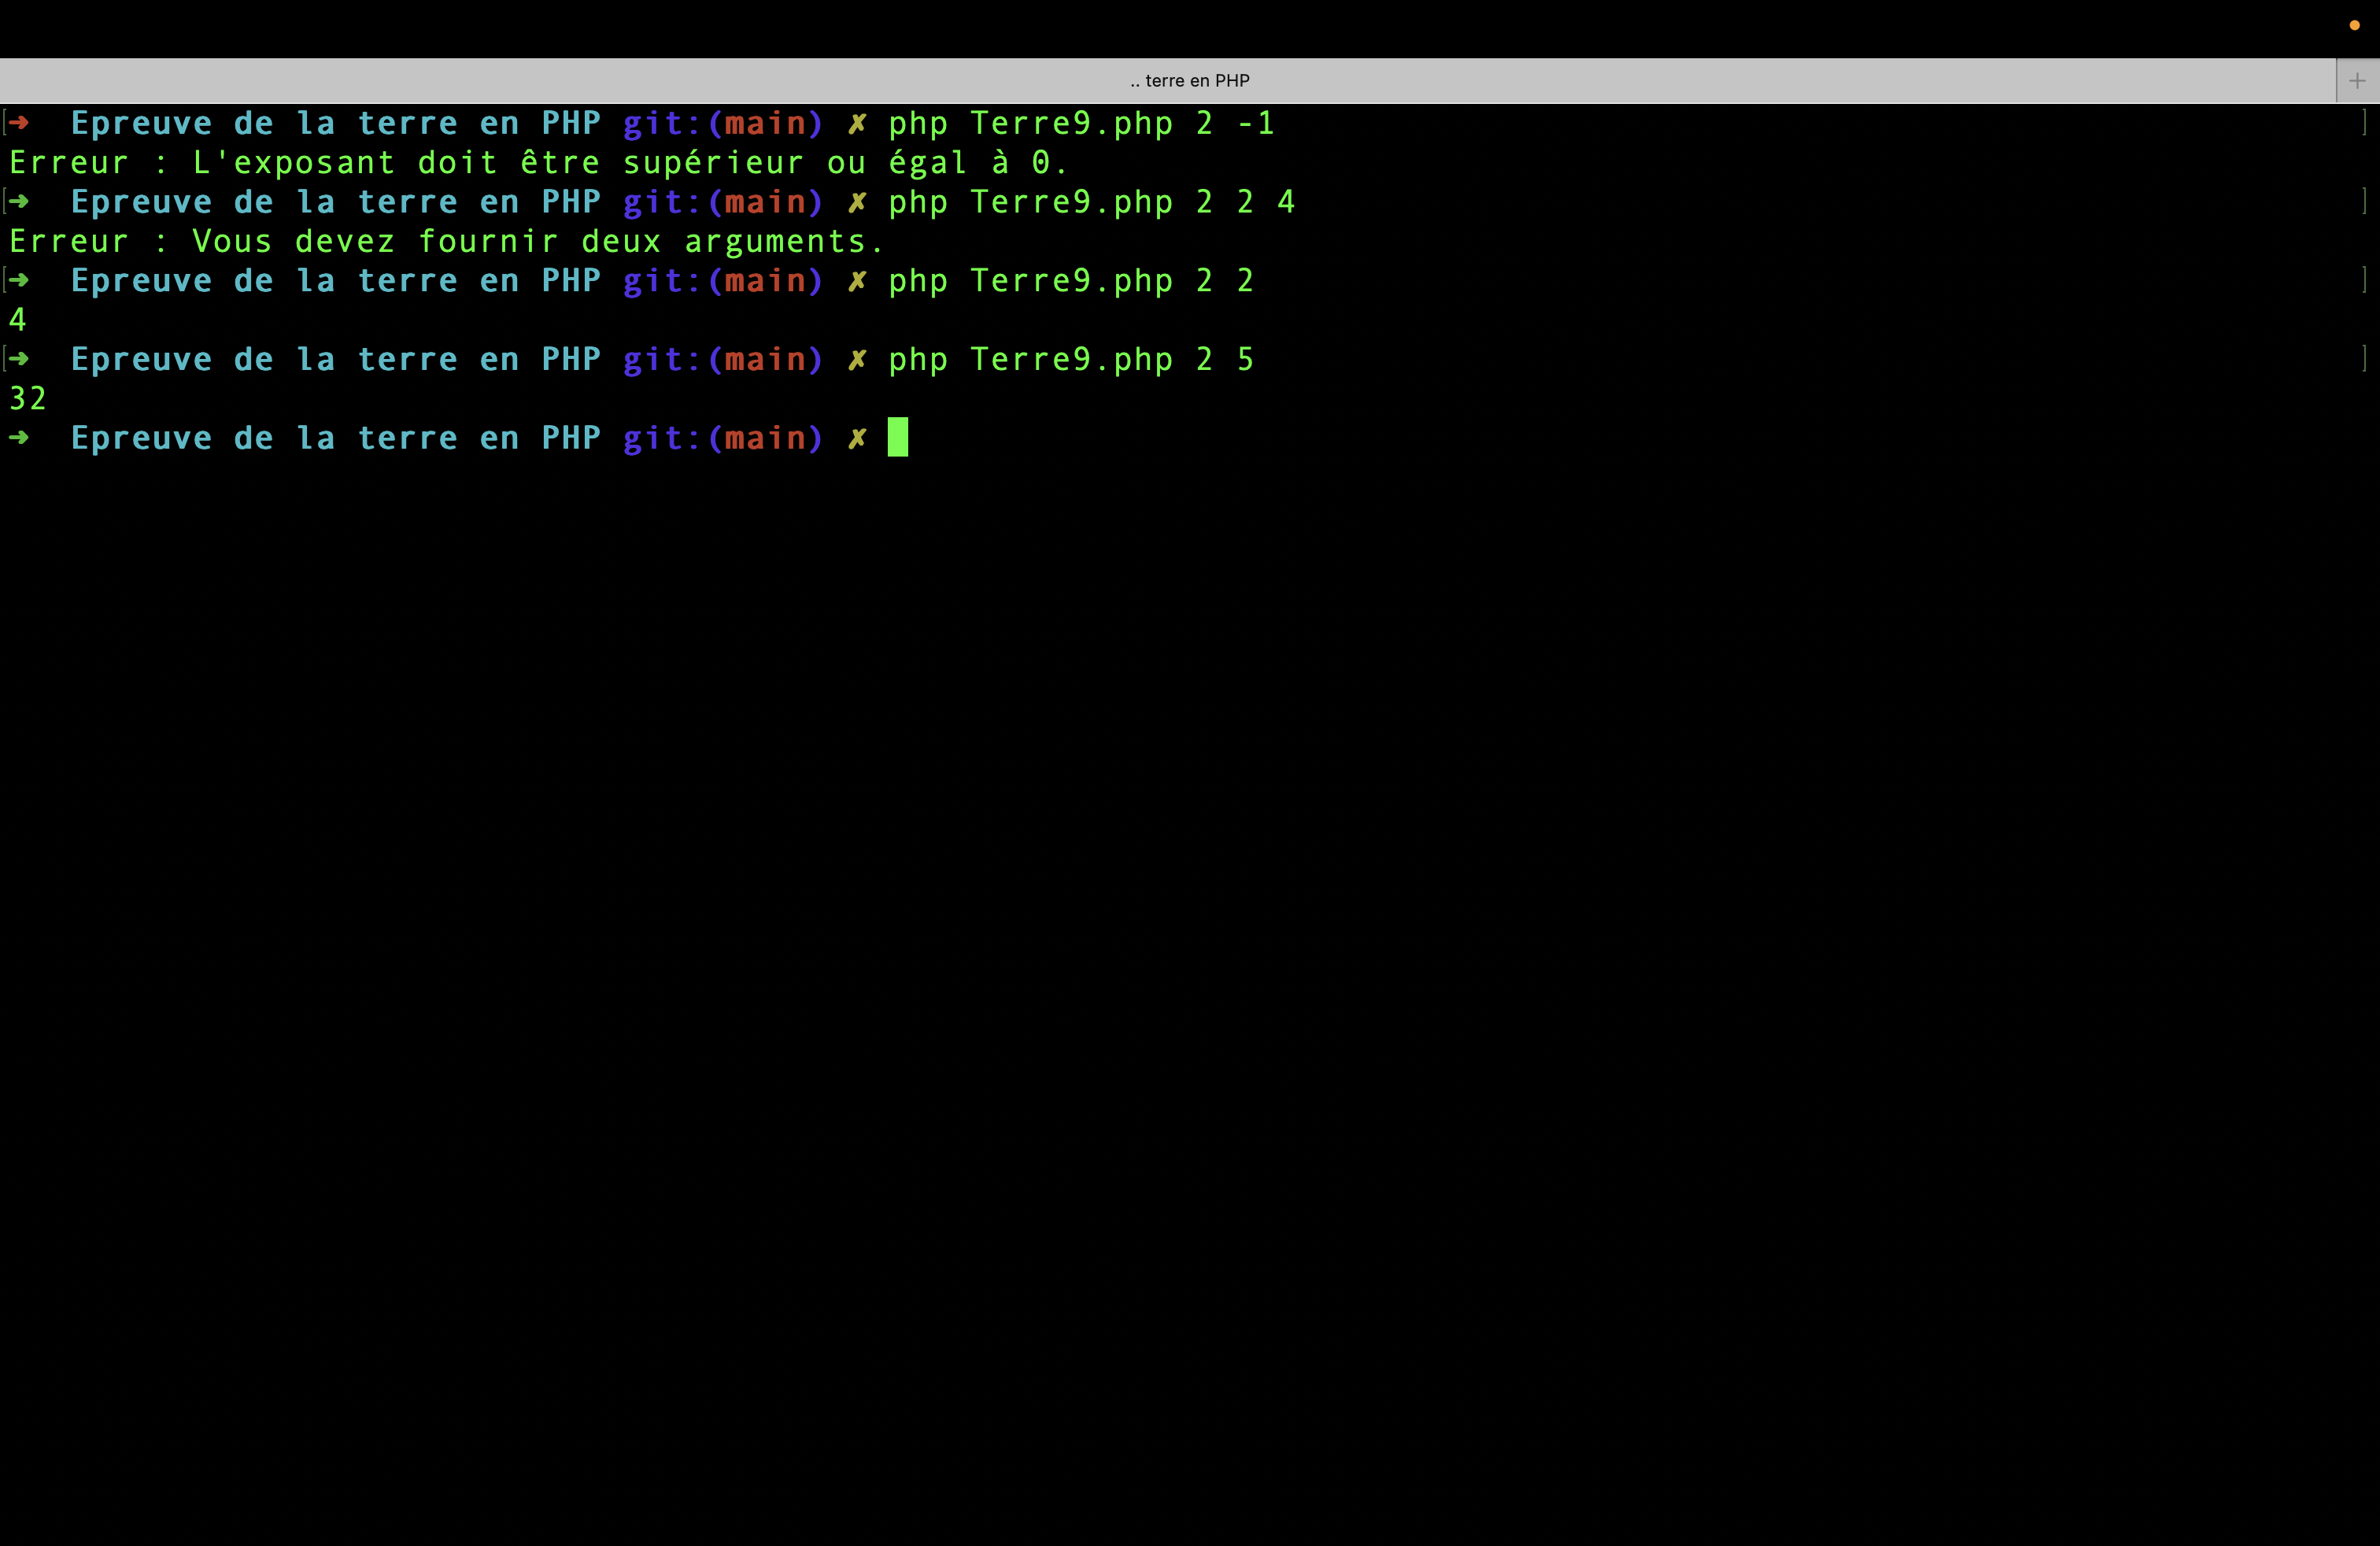 .. terre en PHP
➜ Epreuve de la terre en PHP git:(main) ✗ php Terre9.php 2 -1
Erreur : L'exposant doit être supérieur ou égal à 0.
➜ Epreuve de la terre en PHP git:(main) ✗ php Terre9.php 2 2 4
Erreur : Vous devez fournir deux arguments.
➜ Epreuve de la terre en PHP git:(main) ✗ php Terre9.php 2 2
4
➜ Epreuve de la terre en PHP git:(main) ✗ php Terre9.php 2 5
32
➜ Epreuve de la terre en PHP git:(main) ✗